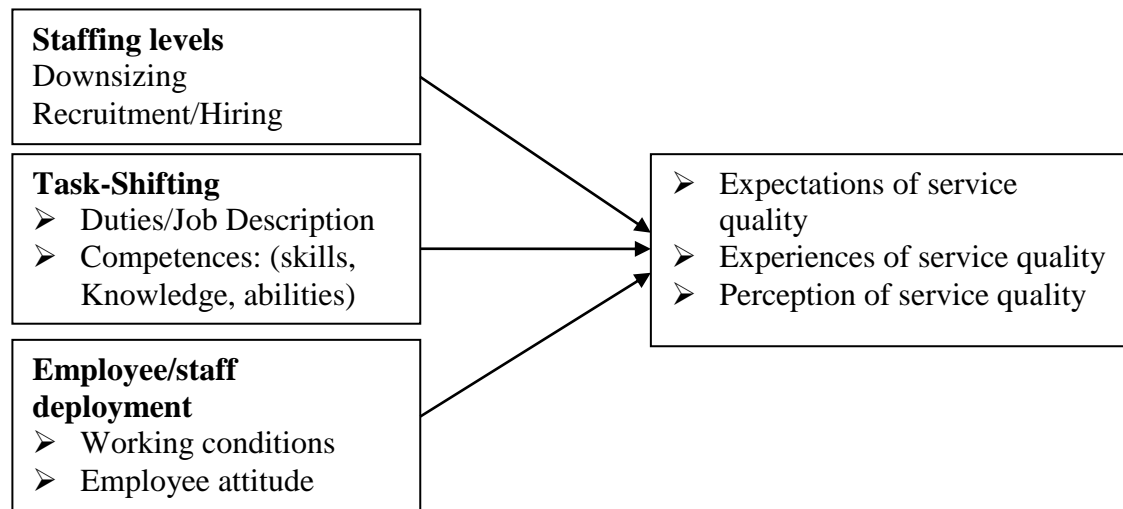 Staffing levels
Downsizing
Recruitment/Hiring
Task-Shifting
➢ Duties/Job Description
➢ Competences: (skills,
Knowledge, abilities)
Employee/staff
deployment
➢ Working conditions
➢ Employee attitude
➢ Expectations of service
quality
➢ Experiences of service quality
➢ Perception of service quality